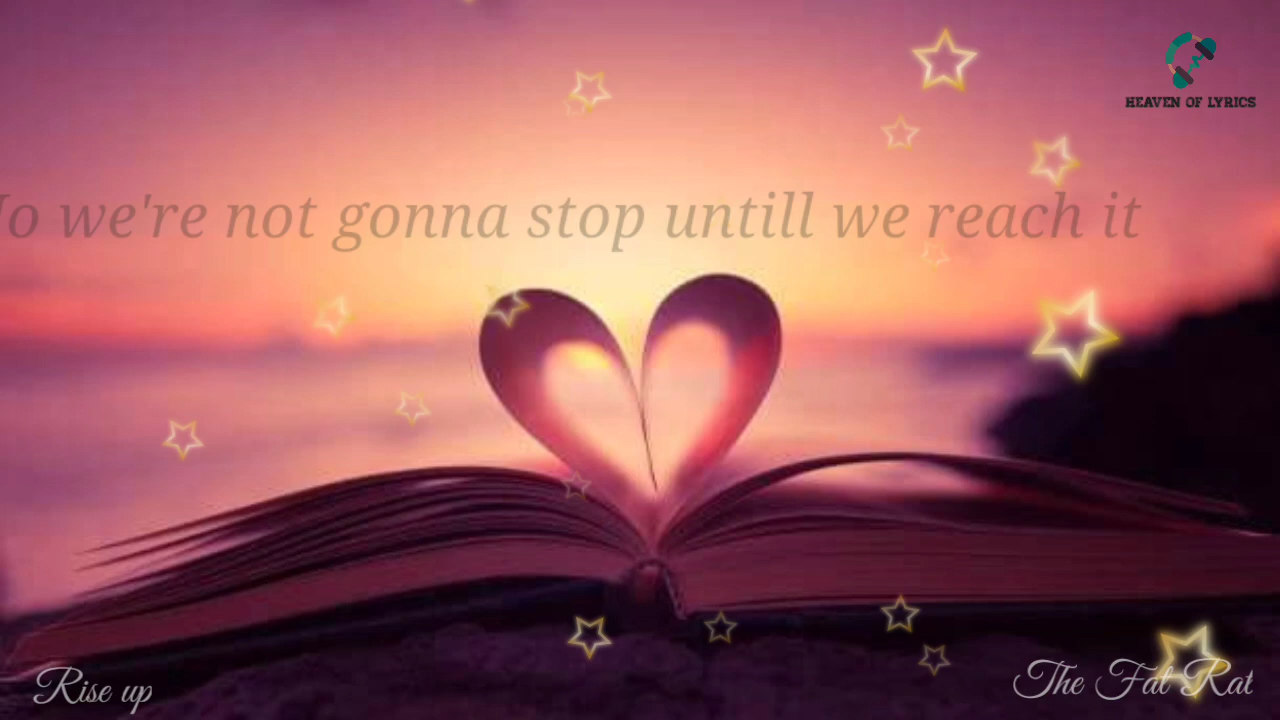 HEAVEN OF LYRICS
we're not gonna stop untill we reach it
Rise up
The Fat Rat